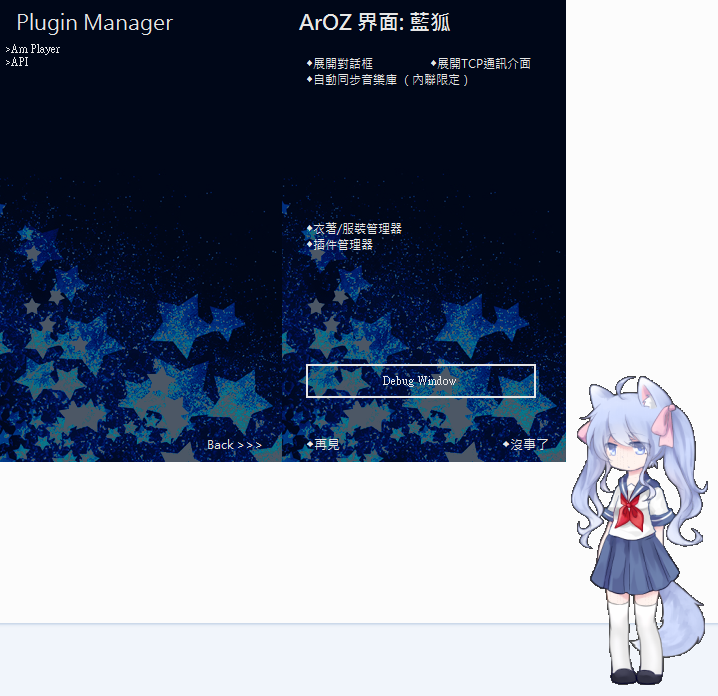 Plugin Manager
>Am Player
>API
Back >>>
ArOZ 界面: 藍狐
◆展開對話框 ◆展開TCP通訊介面
◆自動同步音樂庫 ( 內聯限定 )
◆衣著/服裝管理器
◆插件管理器
Debug Window
◆再見 ◆沒事了